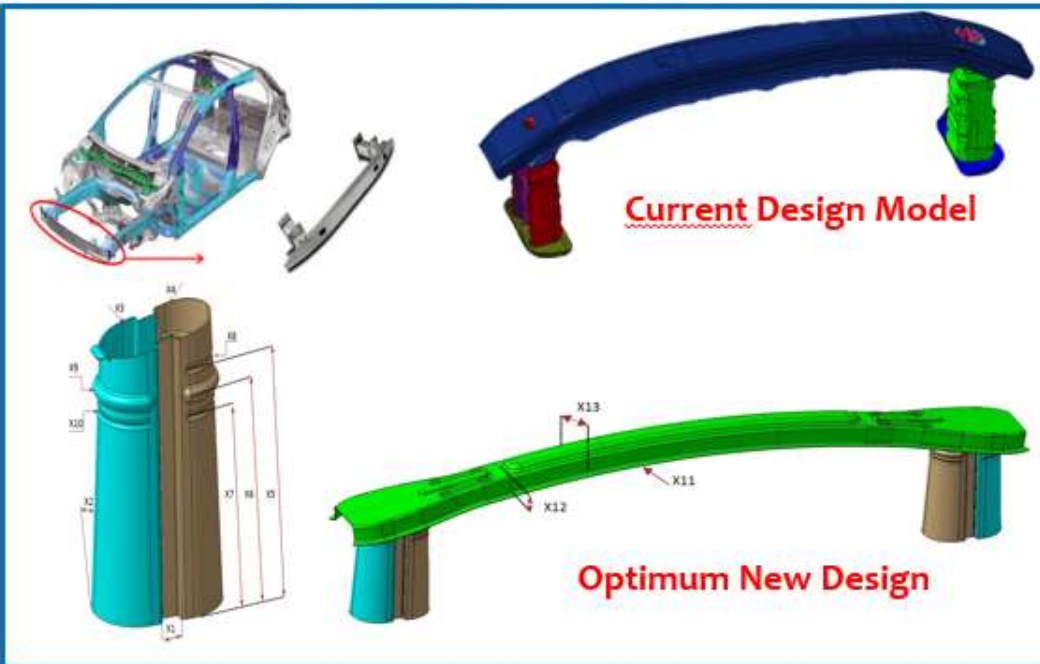 Current Design Model
X4
X3
X8
X9
X10
X2
X7
X6
X5
X1
X13
X11
X12
Optimum New Design